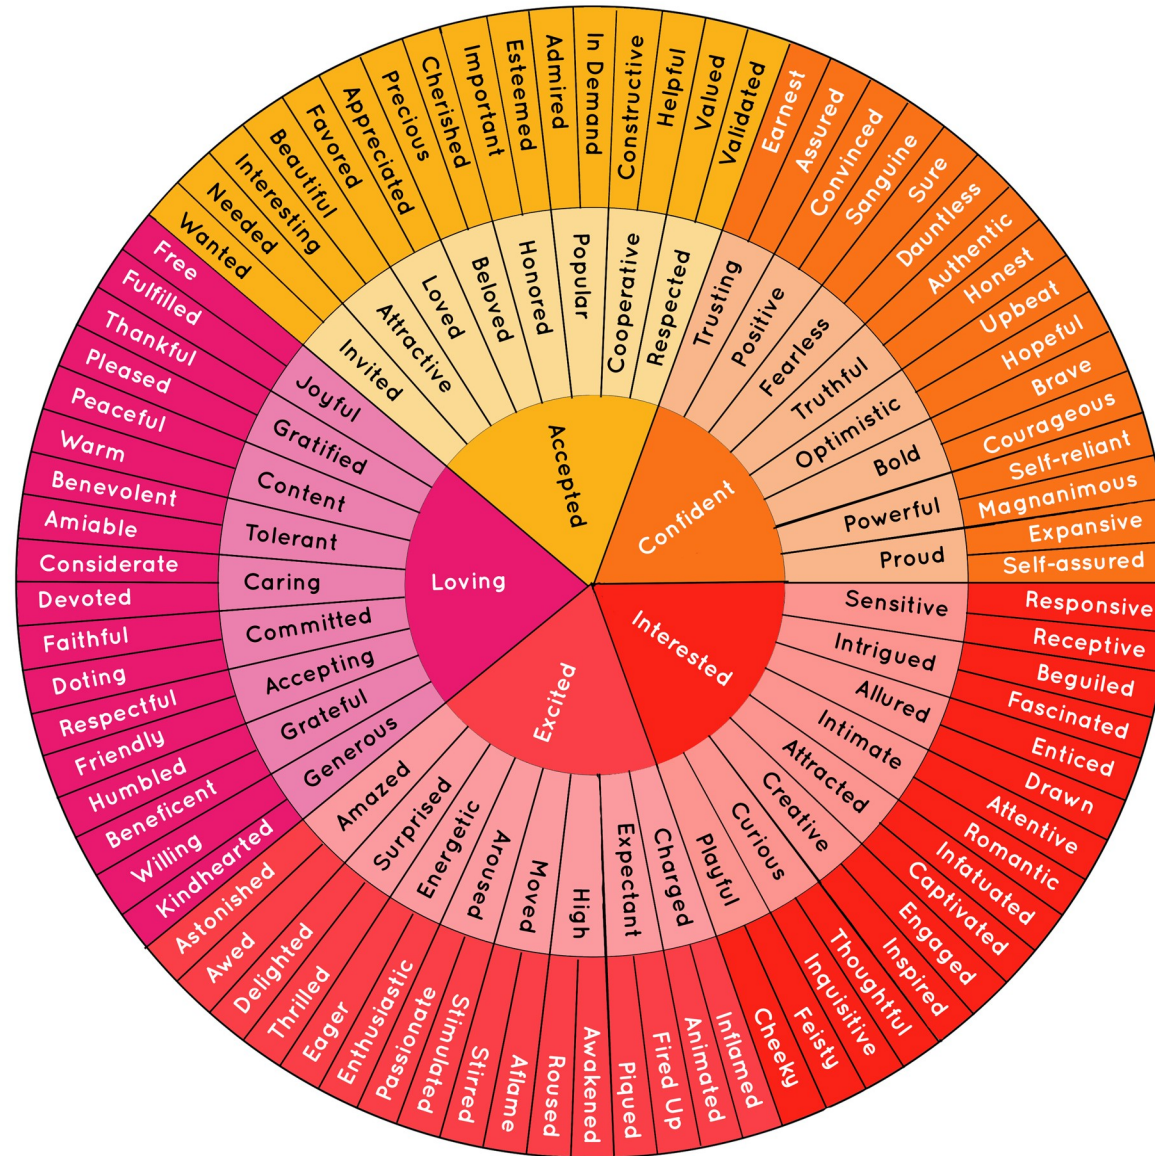 Accepted
Confident
Interested
Excited
Loving
Invited
Attractive
Loved
Beloved
Honored
Popular
Cooperative
Respected
Trusting
Positive
Fearless
Truthful
Optimistic
Bold
Powerful
Proud
Sensitive
Intrigued
Allured
Intimate
Attracted
Creative
Curious
Playful
Charged
Expectant
High
Moved
Aroused
Energetic
Surprised
Amazed
Generous
Grateful
Accepting
Committed
Caring
Tolerant
Content
Gratified
Joyful
Wanted
Needed
Interesting
Beautiful
Favored
Appreciated
Precious
Cherished
Important
Esteemed
Admired
In Demand
Constructive
Helpful
Valued
Validated
Earnest
Assured
Convinced
Sanguine
Sure
Dauntless
Authentic
Honest
Upbeat
Hopeful
Brave
Courageous
Self-reliant
Magnanimous
Expansive
Self-assured
Responsive
Receptive
Beguiled
Fascinated
Enticed
Drawn
Attentive
Romantic
Infatuated
Captivated
Engaged
Inspired
Thoughtful
Inquisitive
Feisty
Cheeky
Inflamed
Animated
Fired Up
Piqued
Awakened
Roused
Aflame
Stirred
Stimulated
Passionate
Enthusiastic
Eager
Thrilled
Delighted
Awed
Astonished
Kindhearted
Willing
Beneficent
Humbled
Friendly
Respectful
Doting
Faithful
Devoted
Considerate
Amiable
Benevolent
Warm
Peaceful
Pleased
Thankful
Fulfilled
Free